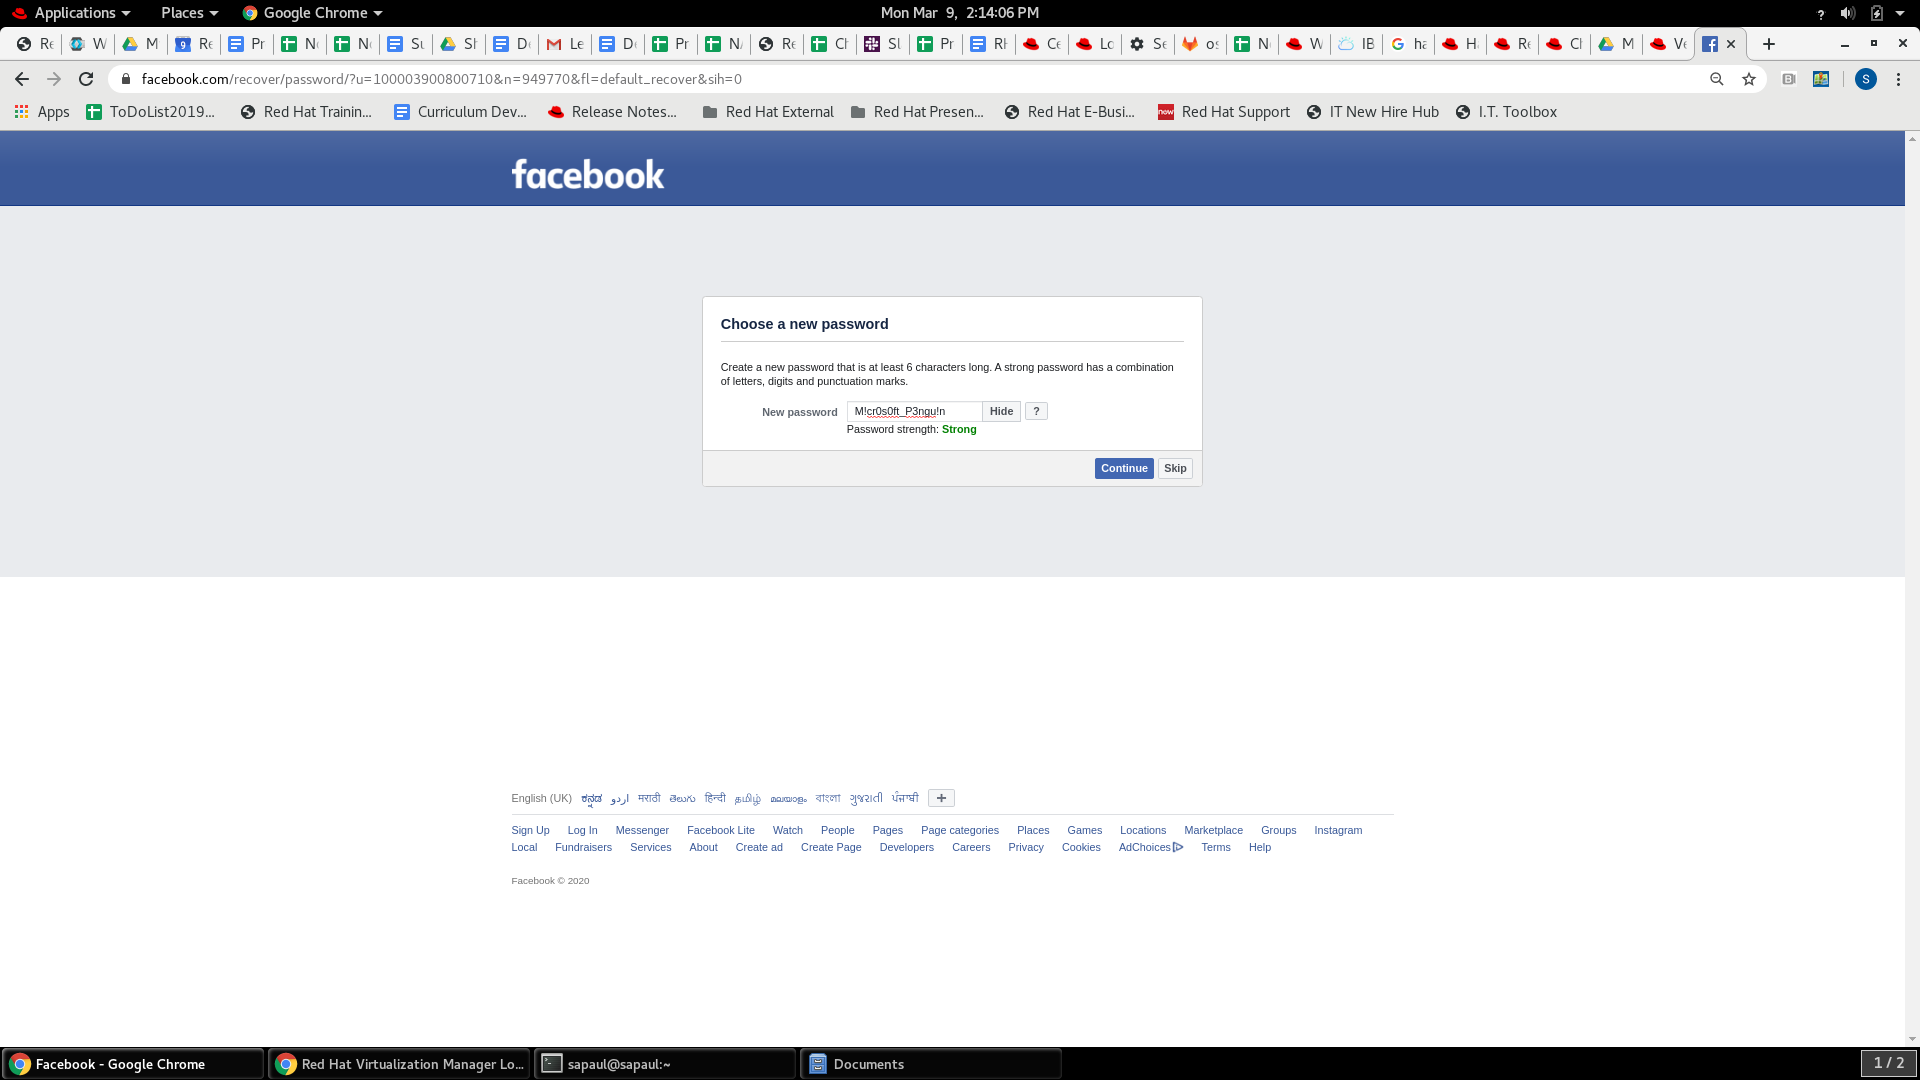 Applications Places Google Chrome Mon Mar 9, 2:14:06 PM ?
Re W M Re Pr No No Su Sh De Le De Pr N/ Re Ch Sl Pr RH Ce Lo Se os N W IB ha H Re Ch M Ve
facebook.com/recover/password/?u=100003900800710&n=949770&fl=default_recover&sih=0 S
Apps ToDoList2019... Red Hat Trainin... Curriculum Dev... Release Notes... Red Hat External Red Hat Presen... Red Hat E-Busi... now Red Hat Support IT New Hire Hub I.T. Toolbox
facebook
Choose a new password
Create a new password that is at least 6 characters long. A strong password has a combination
of letters, digits and punctuation marks.
New password M!cr0s0ft_P3ngu!n Hide ?
Password strength: Strong
Continue Skip
English (UK) ಕನ್ನಡ اردو मराठी తెలుగు हिन्दी தமிழ் മലയാളം বাংলা ગુજરાતી ਪੰਜਾਬੀ +
Sign Up Log In Messenger Facebook Lite Watch People Pages Page categories Places Games Locations Marketplace Groups Instagram
Local Fundraisers Services About Create ad Create Page Developers Careers Privacy Cookies AdChoices Terms Help
Facebook © 2020
Facebook - Google Chrome Red Hat Virtualization Manager Lo... sapaul@sapaul:~ Documents 1 / 2